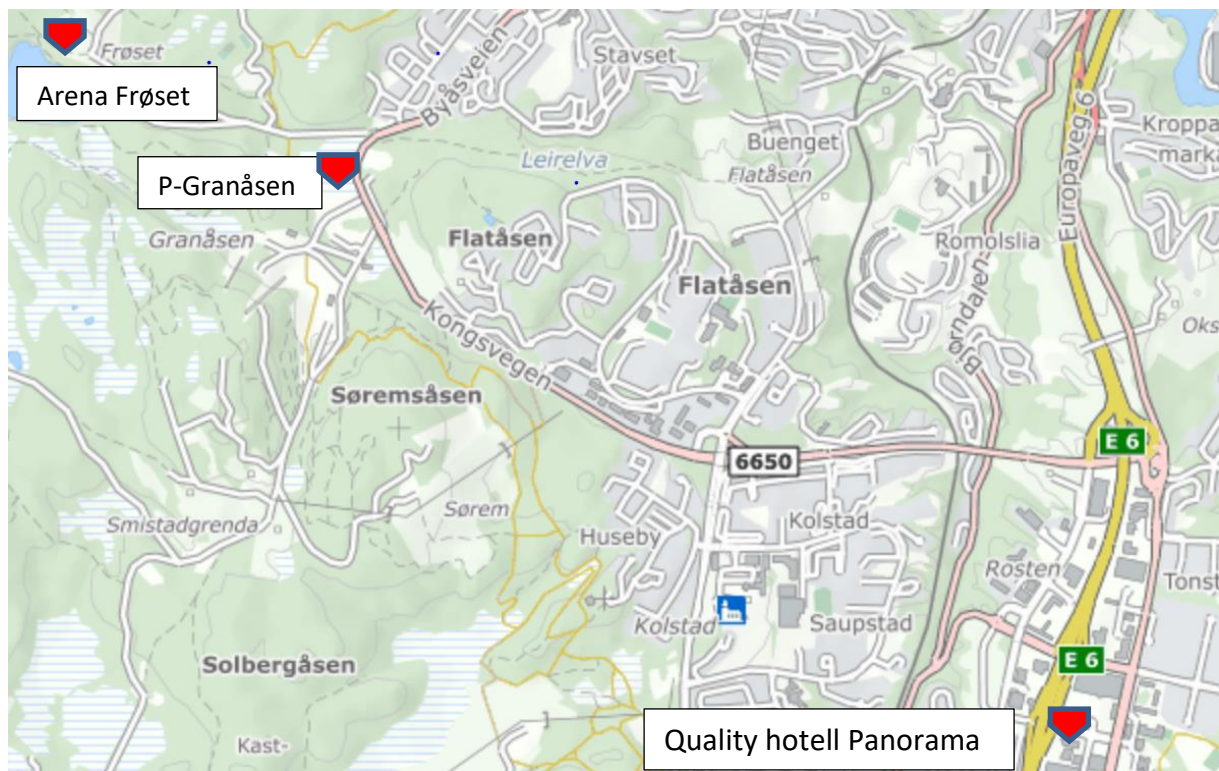 Frøset
Arena Frøset
Byåsveien
Stavset
Europaveg 6
Kroppa
marka
Buenget
Leirelva
Flatåsen
P-Granåsen
Granåsen
Flatåsen
Romolslia
Flatåsen
Bjørndalen
Oks
Kongsvegen
Søremsåsen
E 6
6650
Sørem
Smistadgrenda
Kolstad
Huseby
Rosten
Tonst
Kolstad
Saupstad
Solbergåsen
E 6
Kast-
Quality hotell Panorama